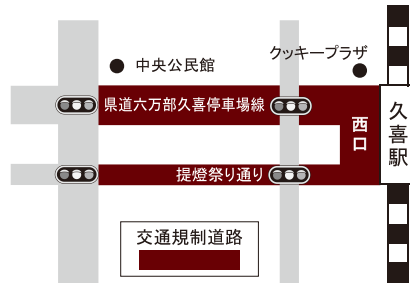 クッキープラザ
中央公民館
県道六万部久喜停車場線
西口
久喜駅
提燈祭り通り
交通規制道路